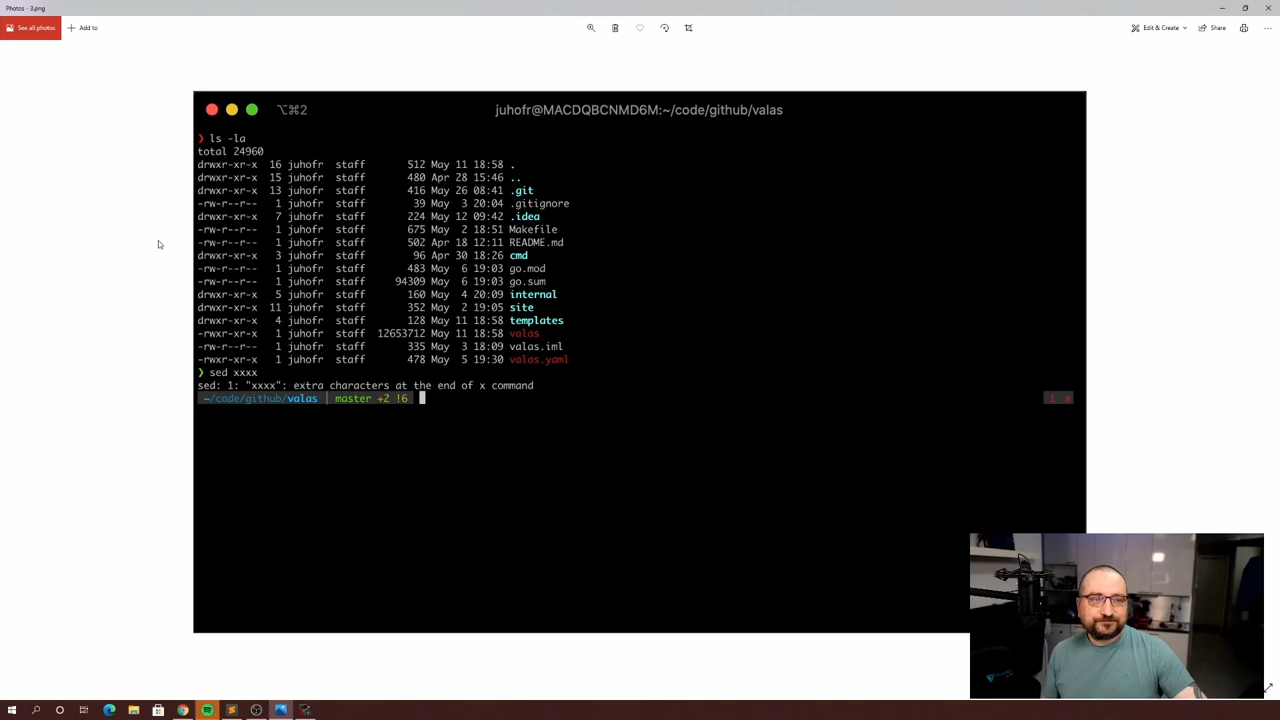 Photos - 3.png
See all photos
Add to
Edit & Create
Share
⌥⌘2
juhofr@MACDQBCNMD6M:~/code/github/valas
❯ ls -la
total 24960
drwxr-xr-x 16 juhofr staff 512 May 11 18:58 .
drwxr-xr-x 15 juhofr staff 480 Apr 28 15:46 ..
drwxr-xr-x 13 juhofr staff 416 May 26 08:41 .git
-rw-r--r-- 1 juhofr staff 39 May 3 20:04 .gitignore
drwxr-xr-x 7 juhofr staff 224 May 12 09:42 .idea
-rw-r--r-- 1 juhofr staff 675 May 2 18:51 Makefile
-rw-r--r-- 1 juhofr staff 502 Apr 18 12:11 README.md
drwxr-xr-x 3 juhofr staff 96 Apr 30 18:26 cmd
-rw-r--r-- 1 juhofr staff 483 May 6 19:03 go.mod
-rw-r--r-- 1 juhofr staff 94309 May 6 19:03 go.sum
drwxr-xr-x 5 juhofr staff 160 May 4 20:09 internal
drwxr-xr-x 11 juhofr staff 352 May 2 19:05 site
drwxr-xr-x 4 juhofr staff 128 May 11 18:58 templates
-rwxr-xr-x 1 juhofr staff 12653712 May 11 18:58 valas
-rw-r--r-- 1 juhofr staff 335 May 3 18:09 valas.iml
-rwxr-xr-x 1 juhofr staff 478 May 5 19:30 valas.yaml
❯ sed xxxx
sed: 1: "xxxx": extra characters at the end of x command
~/code/github/valas | master +2 !6
1 x